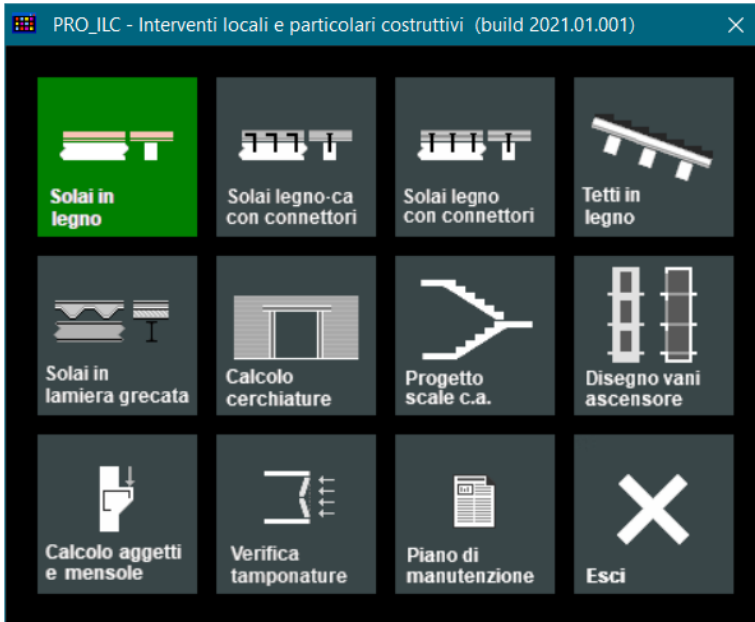 PRO_ILC - Interventi locali e particolari costruttivi (build 2021.01.001)
Solai in
legno
Solai legno-ca
con connettori
Solai legno
con connettori
Tetti in
legno
Solai in
lamiera grecata
Calcolo
cerchiature
Progetto
scale c.a.
Disegno vani
ascensore
Calcolo aggetti
e mensole
Verifica
tamponature
Piano di
manutenzione
Esci